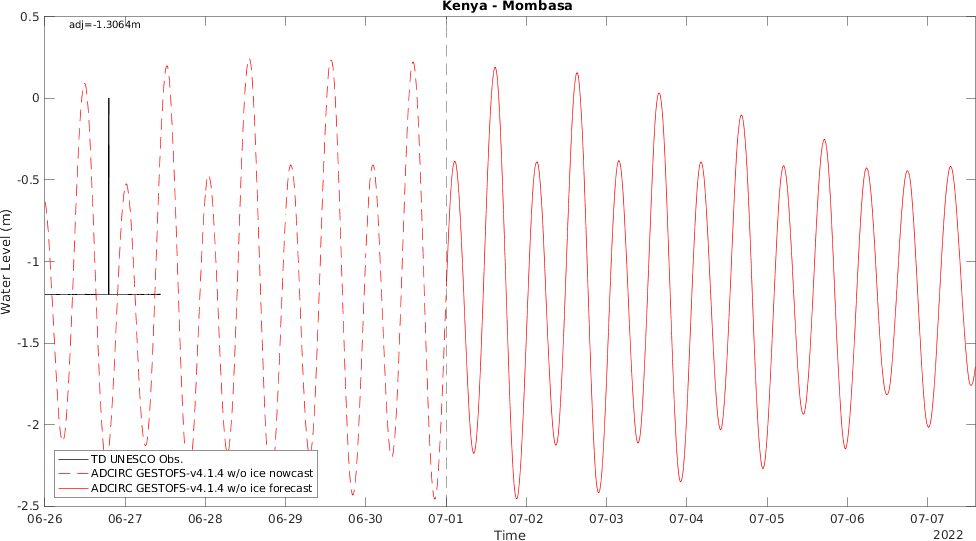 Kenya - Mombasa
adj=-1.3064m
0.5
0
-0.5
-1
-1.5
-2
-2.5
Water Level (m)
TD UNESCO Obs.
ADCIRC GESTOFS-v4.1.4 w/o ice nowcast
ADCIRC GESTOFS-v4.1.4 w/o ice forecast
06-26 06-27 06-28 06-29 06-30 07-01 07-02 07-03 07-04 07-05 07-06 07-07
Time
2022